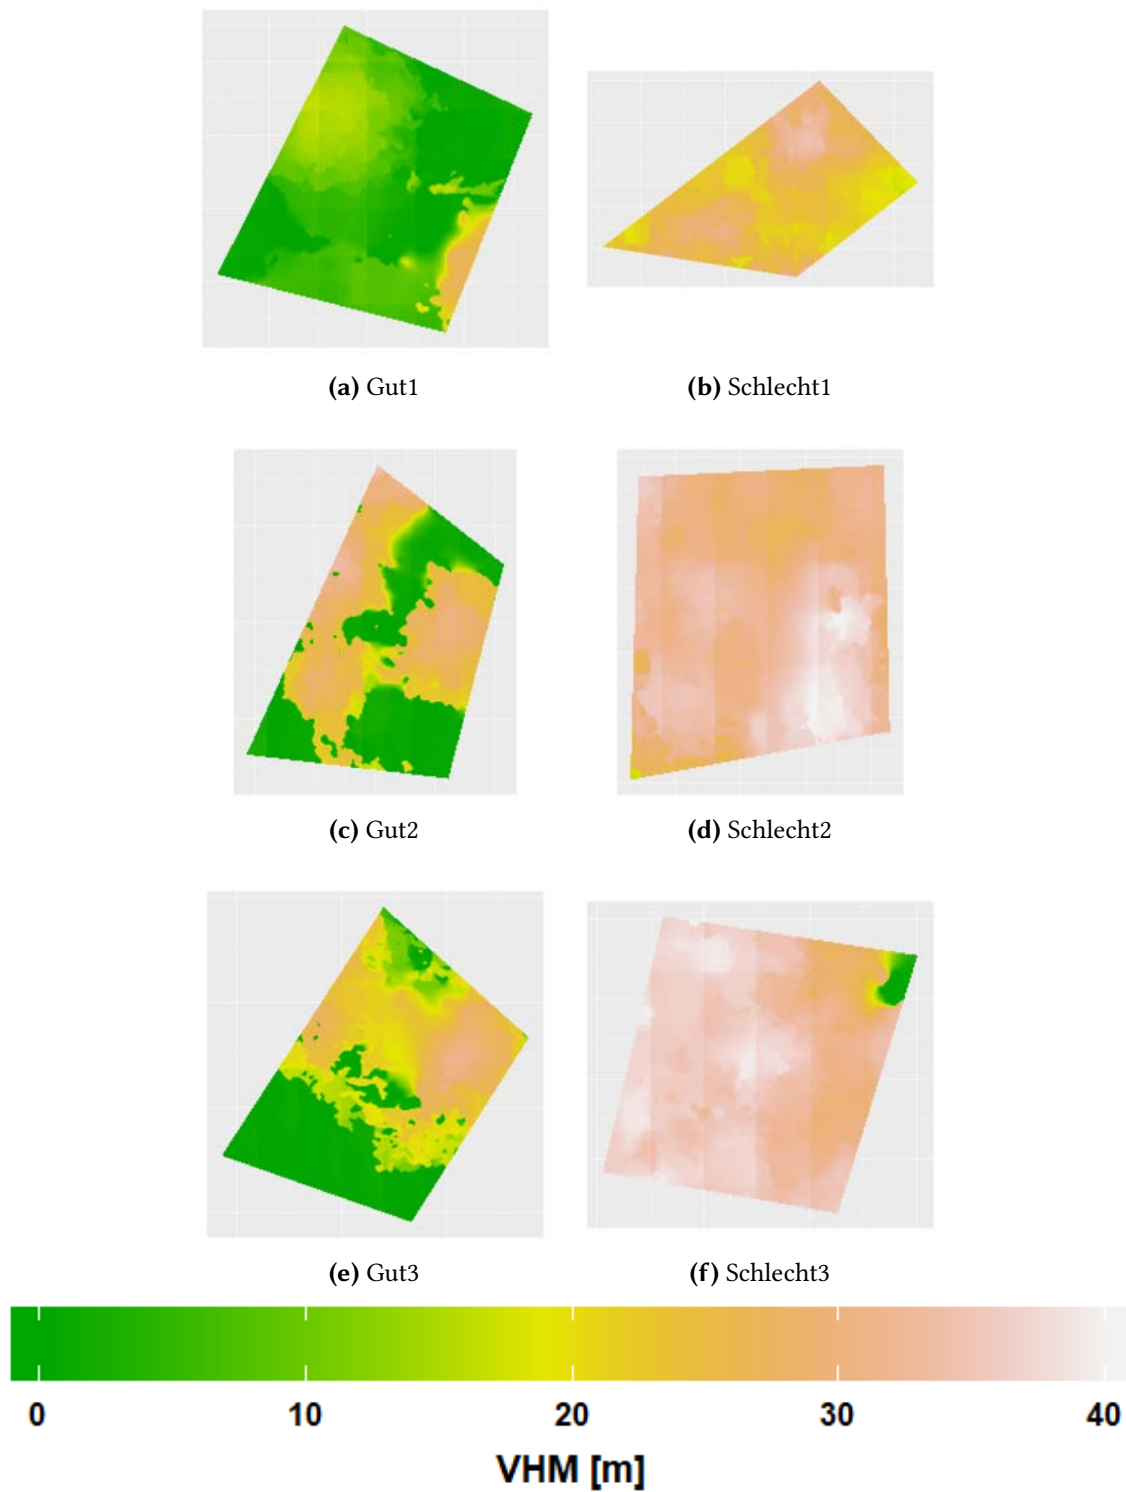 (a) Gut1
(b) Schlecht1
(c) Gut2
(d) Schlecht2
(e) Gut3
(f) Schlecht3
0 10 20 30 40
VHM [m]